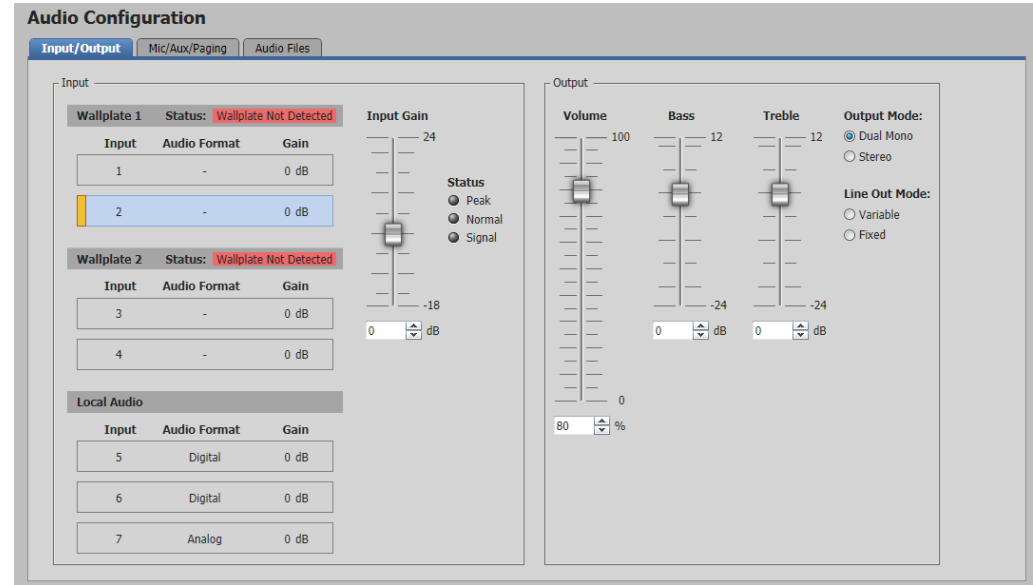 Audio Configuration
Input/Output Mic/Aux/Paging Audio Files
Input
Wallplate 1 Status: Wallplate Not Detected
Input Audio Format Gain
1 - 0 dB
2 - 0 dB
Wallplate 2 Status: Wallplate Not Detected
Input Audio Format Gain
3 - 0 dB
4 - 0 dB
Local Audio
Input Audio Format Gain
5 Digital 0 dB
6 Digital 0 dB
7 Analog 0 dB
Input Gain
24
-18
0 dB
Status
Peak
Normal
Signal
Output
Volume
100
0
80 %
Bass
12
-24
0 dB
Treble
12
-24
0 dB
Output Mode:
Dual Mono
Stereo
Line Out Mode:
Variable
Fixed